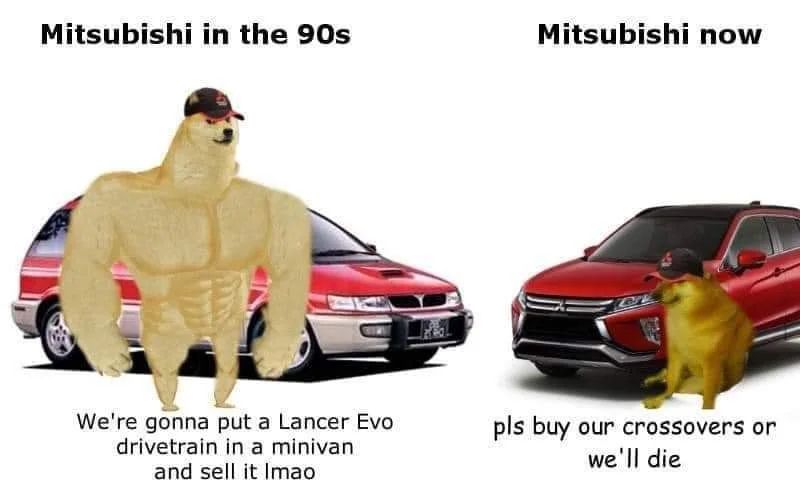 Mitsubishi in the 90s
Mitsubishi now
We're gonna put a Lancer Evo
drivetrain in a minivan
and sell it lmao
pls buy our crossovers or
we'll die